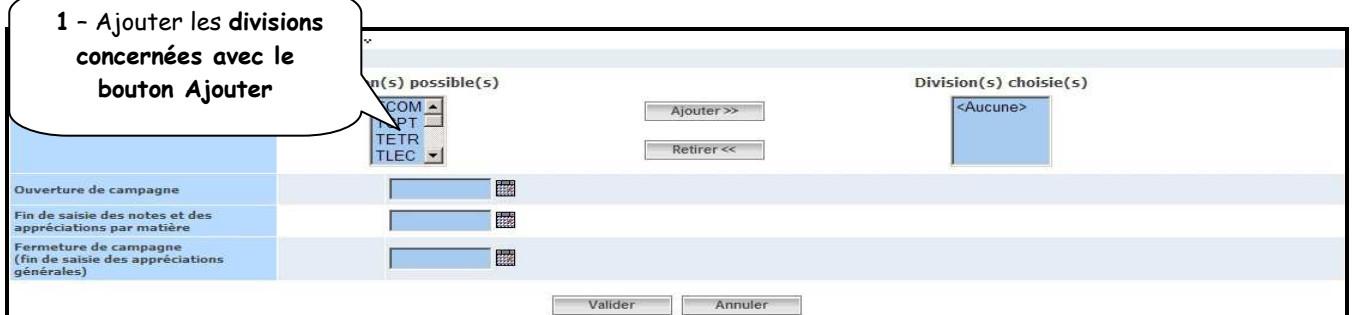 1 – Ajouter les divisions
concernées avec le
bouton Ajouter
n(s) possible(s)
Division(s) choisie(s)
COM
TETR
TLEC
Ajouter >>
Retirer <<
<Aucune>
Ouverture de campagne
Fin de saisie des notes et des
appréciations par matière
Fermeture de campagne
(fin de saisie des appréciations
générales)
Valider
Annuler